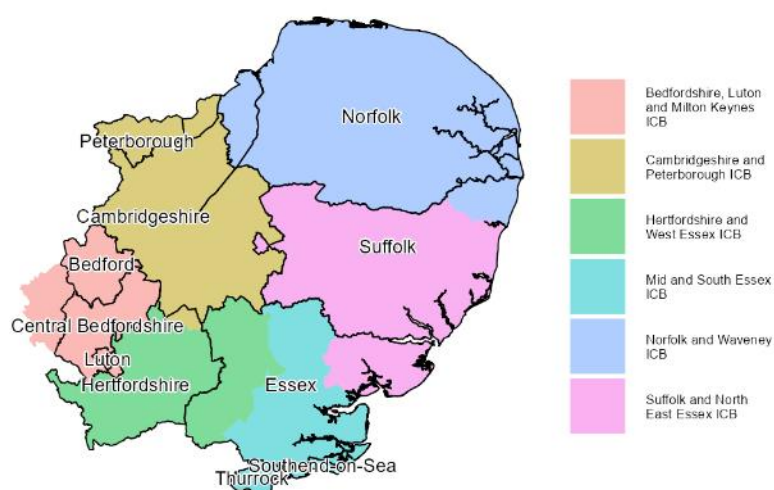 Norfolk
Peterborough
Cambridgeshire
Suffolk
Bedford
Central Bedfordshire
Luton
Hertfordshire
Essex
Southend-on-Sea
Thurrock
Bedfordshire, Luton
and Milton Keynes
ICB
Cambridgeshire and
Peterborough ICB
Hertfordshire and
West Essex ICB
Mid and South Essex
ICB
Norfolk and Waveney
ICB
Suffolk and North
East Essex ICB